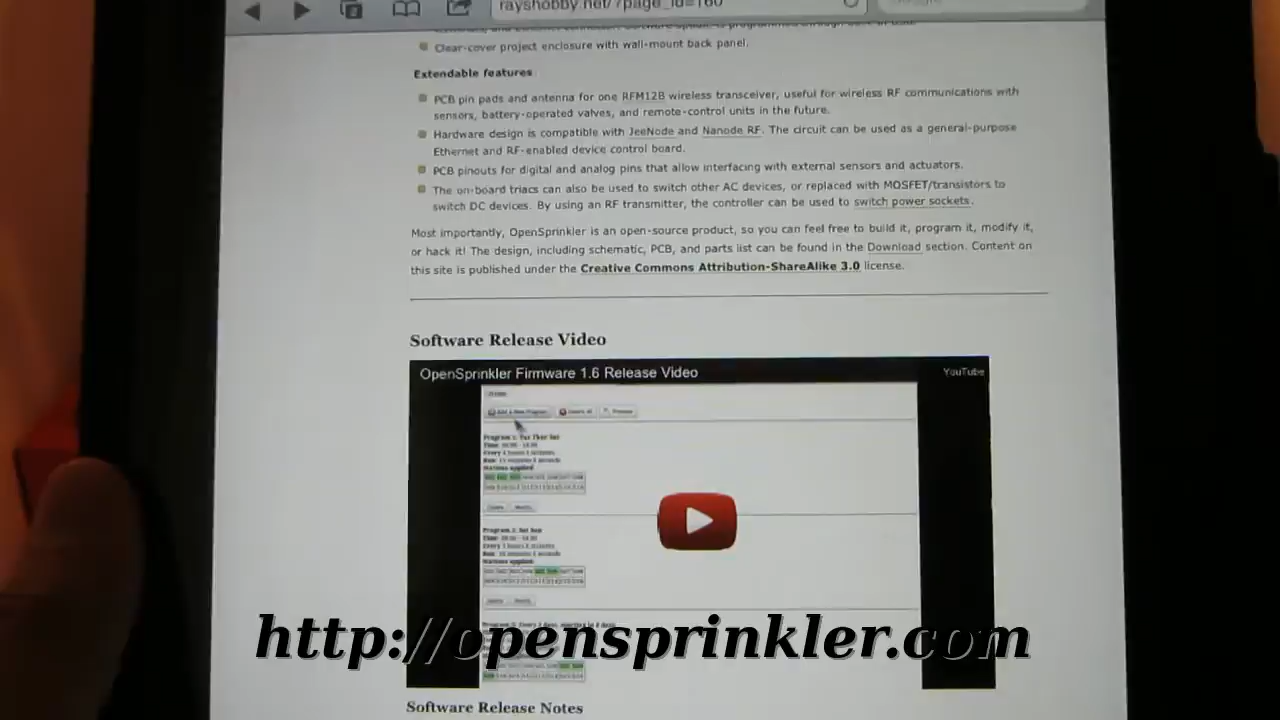 rayshobby.net/?page_id=160
Clear-cover project enclosure with wall-mount back panel.
Extendable features
PCB pin pads and antenna for one RFM12B wireless transceiver, useful for wireless RF communications with
sensors, battery-operated valves, and remote-control units in the future.
Hardware design is compatible with JeeNode and Nanode RF. The circuit can be used as a general-purpose
Ethernet and RF-enabled device control board.
PCB pinouts for digital and analog pins that allow interfacing with external sensors and actuators.
The on-board triacs can also be used to switch other AC devices, or replaced with MOSFET/transistors to
switch DC devices. By using an RF transmitter, the controller can be used to switch power sockets.
Most importantly, OpenSprinkler is an open-source product, so you can feel free to build it, program it, modify it,
or hack it! The design, including schematic, PCB, and parts list can be found in the Download section. Content on
this site is published under the Creative Commons Attribution-ShareAlike 3.0 license.
Software Release Video
OpenSprinkler Firmware 1.6 Release Video
YouTube
http://opensprinkler.com
Software Release Notes